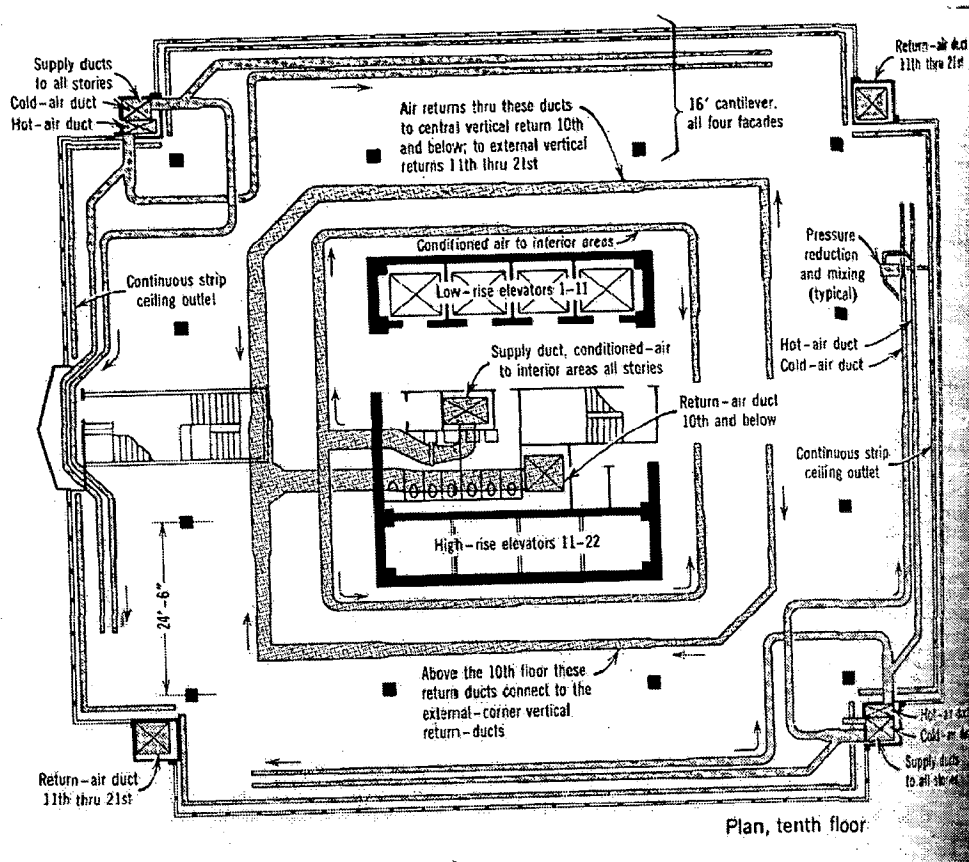 Supply ducts
to all stories
Cold-air duct
Hot-air duct
Return-air duct
11th thru 21st
16' cantilever,
all four facades
Air returns thru these ducts
to central vertical return 10th
and below; to external vertical
returns 11th thru 21st
Conditioned air to interior areas
Pressure
reduction
and mixing
(typical)
Continuous strip
ceiling outlet
Low-rise elevators 1-11
Hot-air duct
Cold-air duct
Supply duct, conditioned-air
to interior areas all stories
Return-air duct
10th and below
Continuous strip
ceiling outlet
High-rise elevators 11-22
24'-6"
Above the 10th floor these
return ducts connect to the
external-corner vertical
return-ducts
Hot-air
Cold-air
Supply ducts
to all stories
Return-air duct
11th thru 21st
Plan, tenth floor